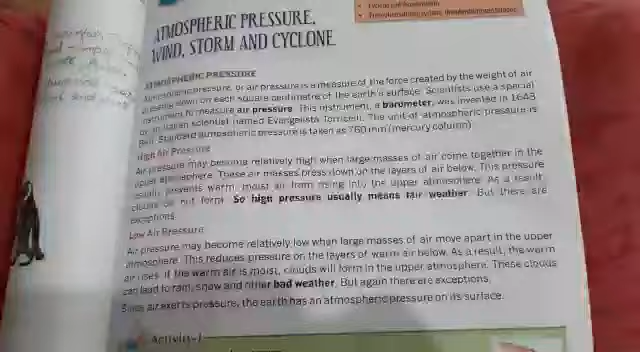 ATMOSPHERIC PRESSURE,
WIND, STORM AND CYCLONE
ATMOSPHERIC PRESSURE
Atmospheric pressure, or air pressure is a measure of the force created by the weight of air
pressing down on each square centimetre of the earth's surface. Scientists use a special
instrument to measure air pressure. This instrument, a barometer, was invented in 1643
by an Italian scientist named Evangelista Torricelli. The unit of atmospheric pressure is
Bar. Standard atmospheric pressure is taken as 760 mm (mercury column).
High Air Pressure
Air pressure may become relatively high when large masses of air come together in the
upper atmosphere. These air masses press down on the layers of air below. This pressure
usually prevents warm, moist air from rising into the upper atmosphere. As a result,
clouds do not form. So high pressure usually means fair weather. But there are
exceptions.
Low Air Pressure
Air pressure may become relatively low when large masses of air move apart in the upper
atmosphere. This reduces pressure on the layers of warm air below. As a result, the warm
air rises. If the warm air is moist, clouds will form in the upper atmosphere. These clouds
can lead to rain, snow and other bad weather. But again there are exceptions.
Since air exerts pressure, the earth has an atmospheric pressure on its surface.
Activity-1